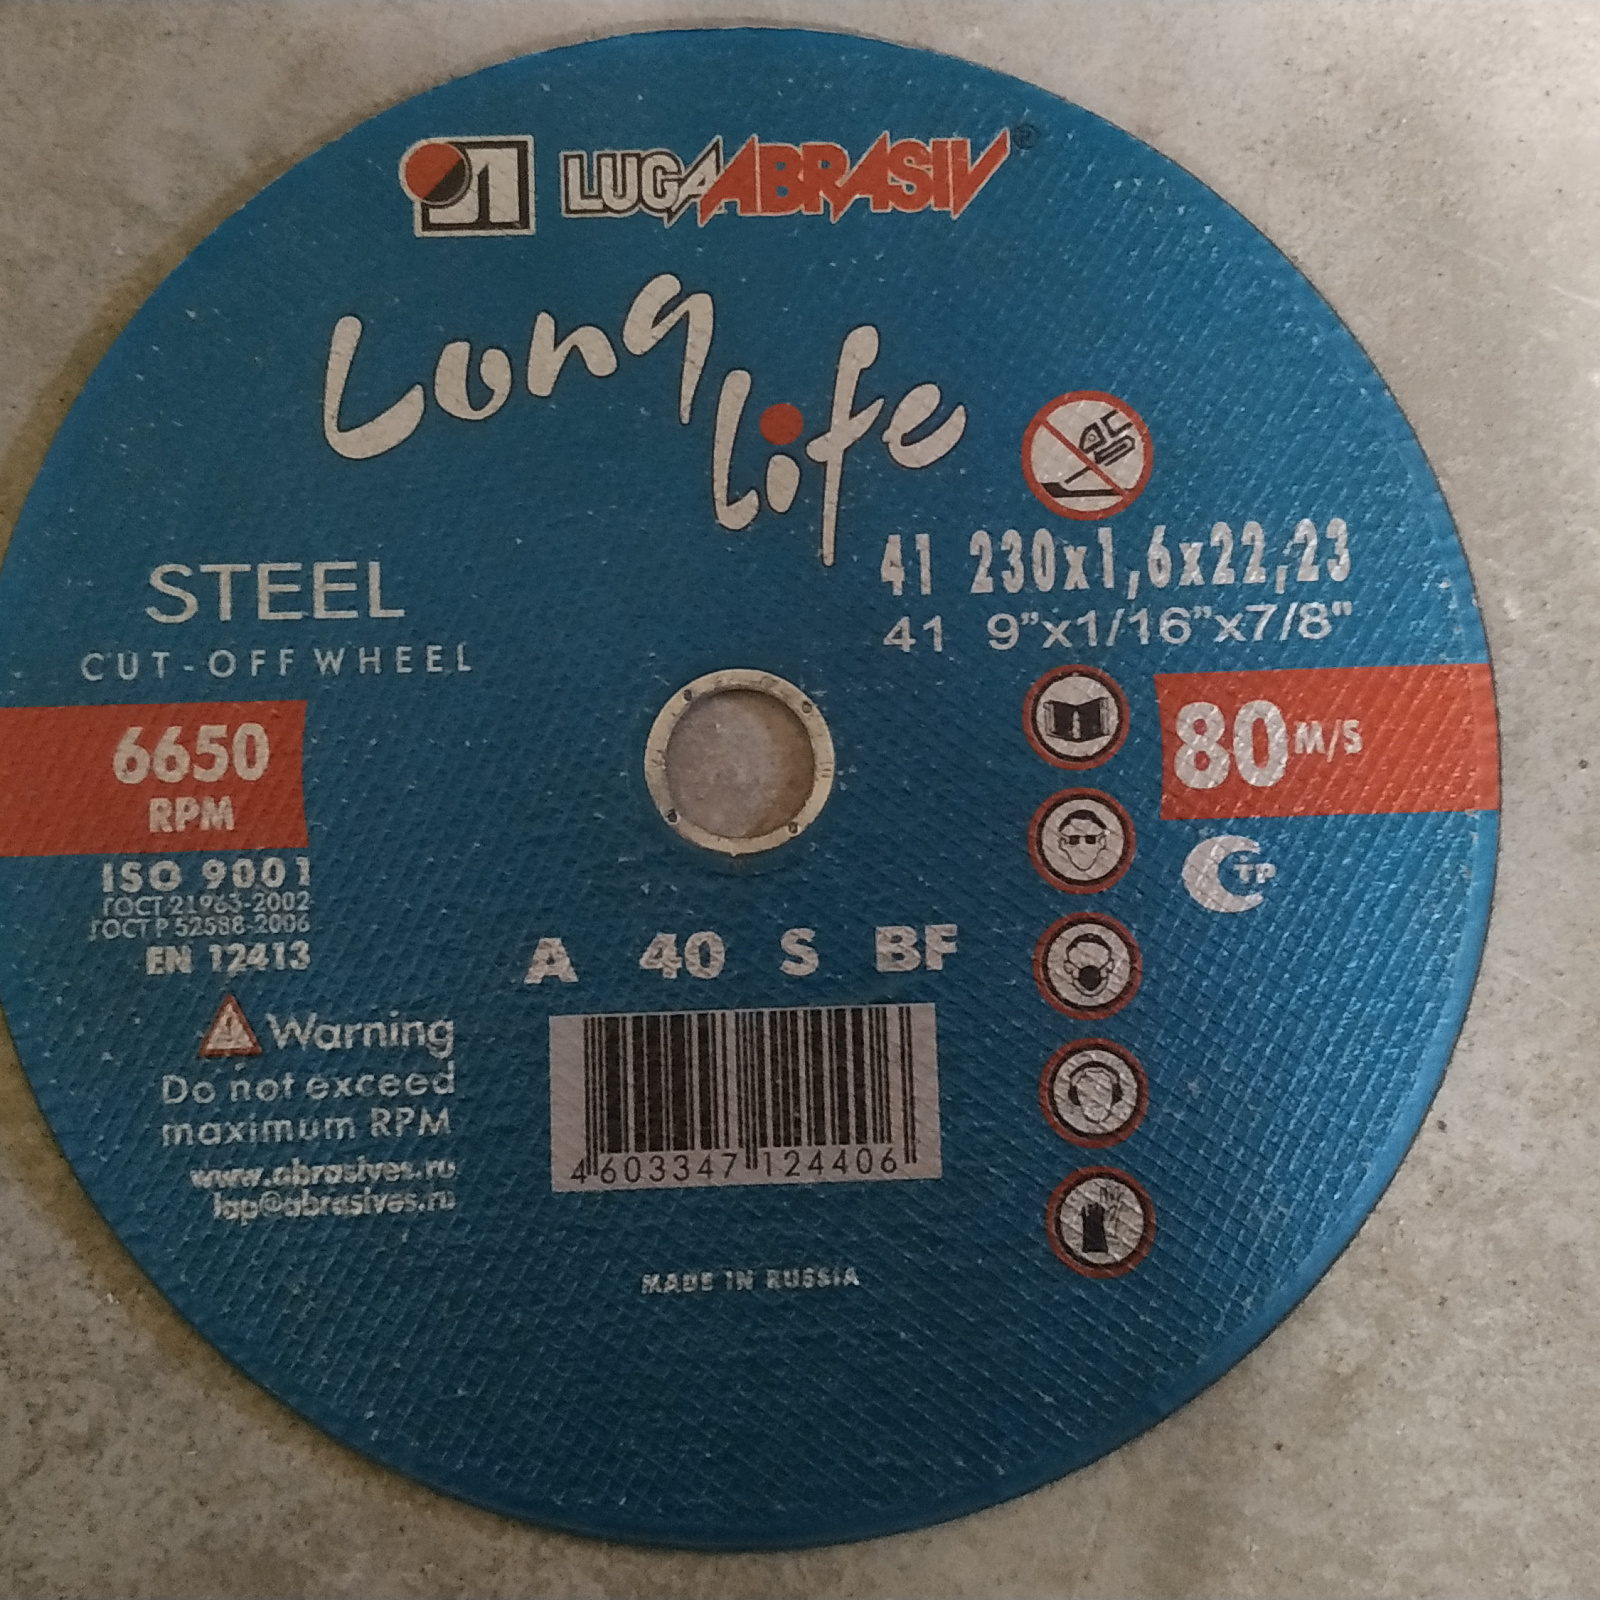 LUGAABRASIV®
Long
Life
41 230x1,6x22,23
41 9”x1/16”x7/8"
STEEL
CUT-OFF WHEEL
6650
RPM
80 M/S
ISO 9001
ГОСТ 21963-2002
ГОСТ Р 52588-2006
EN 12413
TP
A 40 S BF
Warning
Do not exceed
maximum RPM
www.abrasives.ru
lap@abrasives.ru
4 603347 124406
MADE IN RUSSIA